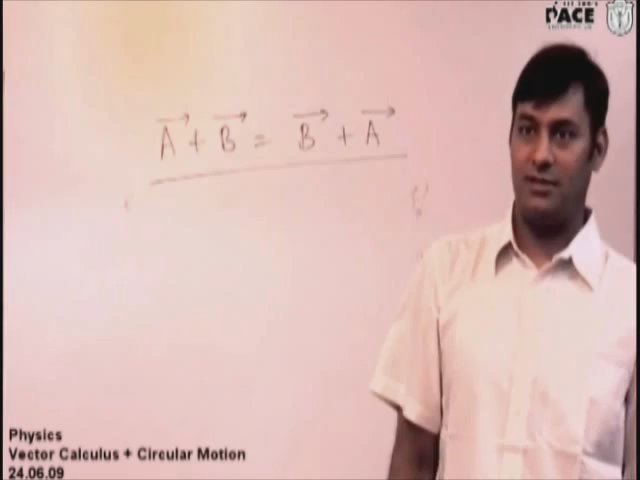 PACE
A⃗ + B⃗ = B⃗ + A⃗
Physics
Vector Calculus + Circular Motion
24.06.09